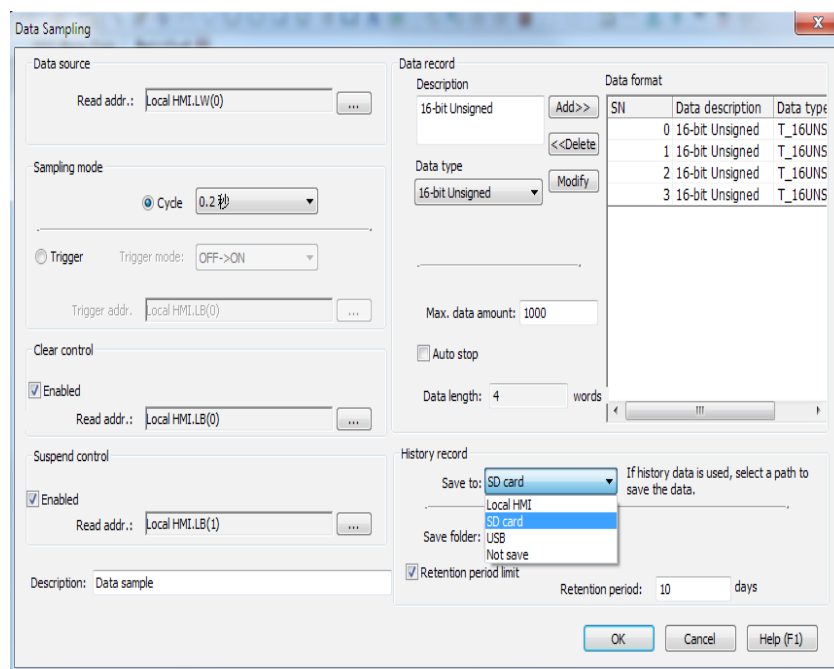 Data Sampling
X
Data source
Read addr.: Local HMI.LW(0) ...
Sampling mode
Cycle 0.2 秒
Trigger Trigger mode: OFF->ON
Trigger addr. Local HMI.LB(0) ...
Clear control
Enabled
Read addr.: Local HMI.LB(0) ...
Suspend control
Enabled
Read addr.: Local HMI.LB(1) ...
Description: Data sample
Data record
Description
16-bit Unsigned
Add>>
<<Delete
Modify
Data type
16-bit Unsigned
Max. data amount: 1000
Auto stop
Data length: 4 words
Data format
SN Data description Data type
0 16-bit Unsigned T_16UNS
1 16-bit Unsigned T_16UNS
2 16-bit Unsigned T_16UNS
3 16-bit Unsigned T_16UNS
History record
Save to: SD card
If history data is used, select a path to
save the data.
Local HMI
SD card
USB
Not save
Save folder:
Retention period limit
Retention period: 10 days
OK Cancel Help (F1)